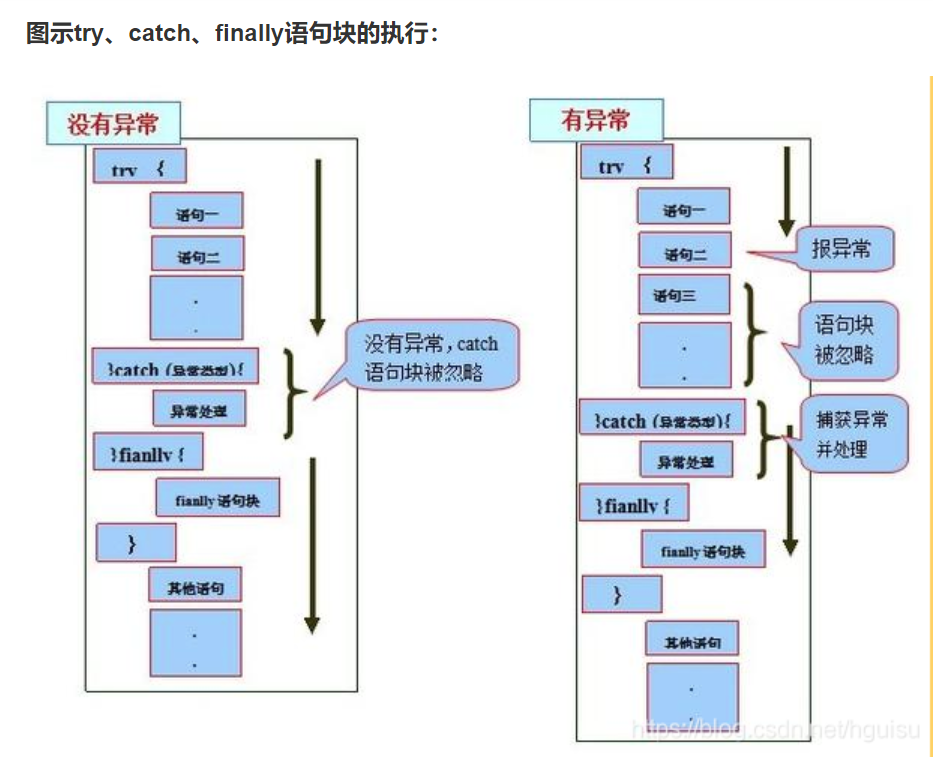 图示try、catch、finally语句块的执行：
没有异常
try {
语句一
语句二
.
.
}catch (异常类型){
异常处理
}fianlly {
fianlly 语句块
}
其他语句
.
.
没有异常，catch
语句块被忽略
有异常
try {
语句一
语句二
语句三
.
.
}catch (异常类型){
异常处理
}fianlly {
fianlly 语句块
}
其他语句
.
.
报异常
语句块
被忽略
捕获异常
并处理
https://blog.csdn.net/hguisu